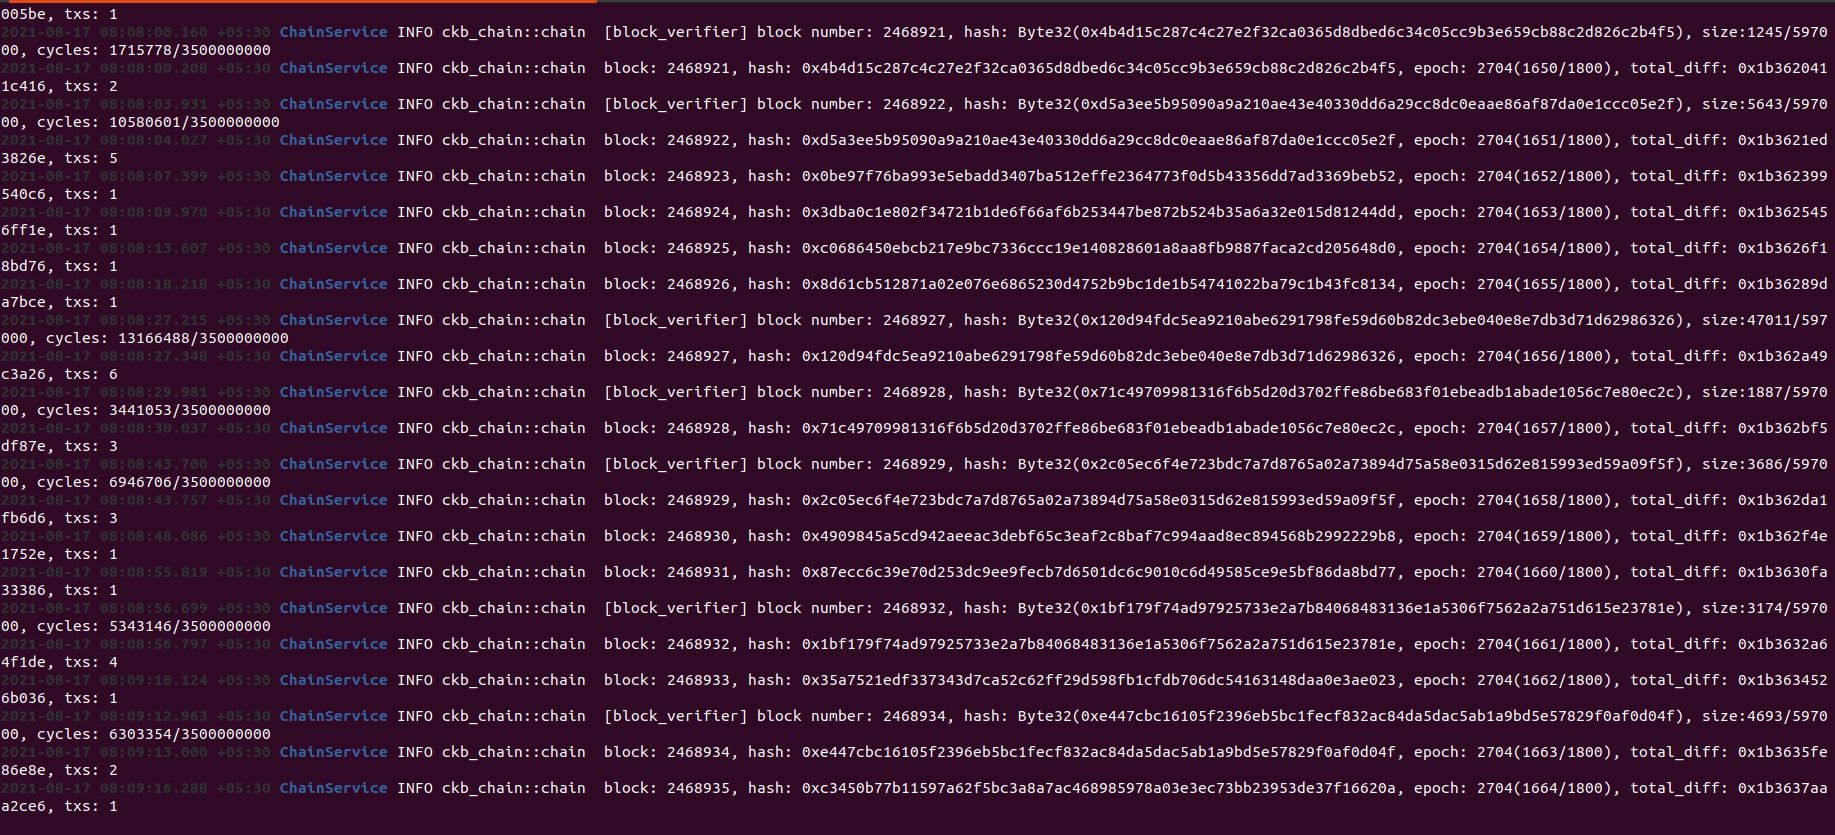 005be, txs: 1
2021-08-17 08:08:00.160 +05:30 ChainService INFO ckb_chain::chain  [block_verifier] block number: 2468921, hash: Byte32(0x4b4d15c287c4c27e2f32ca0365d8dbed6c34c05cc9b3e659cb88c2d826c2b4f5), size:1245/5970
00, cycles: 1715778/3500000000
2021-08-17 08:08:00.208 +05:30 ChainService INFO ckb_chain::chain  block: 2468921, hash: 0x4b4d15c287c4c27e2f32ca0365d8dbed6c34c05cc9b3e659cb88c2d826c2b4f5, epoch: 2704(1650/1800), total_diff: 0x1b362041
1c416, txs: 2
2021-08-17 08:08:03.931 +05:30 ChainService INFO ckb_chain::chain  [block_verifier] block number: 2468922, hash: Byte32(0xd5a3ee5b95090a9a210ae43e40330dd6a29cc8dc0eaae86af87da0e1ccc05e2f), size:5643/5970
00, cycles: 10580601/3500000000
2021-08-17 08:08:04.027 +05:30 ChainService INFO ckb_chain::chain  block: 2468922, hash: 0xd5a3ee5b95090a9a210ae43e40330dd6a29cc8dc0eaae86af87da0e1ccc05e2f, epoch: 2704(1651/1800), total_diff: 0x1b3621ed
3826e, txs: 5
2021-08-17 08:08:07.399 +05:30 ChainService INFO ckb_chain::chain  block: 2468923, hash: 0x0be97f76ba993e5ebadd3407ba512effe2364773f0d5b43356dd7ad3369beb52, epoch: 2704(1652/1800), total_diff: 0x1b362399
540c6, txs: 1
2021-08-17 08:08:09.970 +05:30 ChainService INFO ckb_chain::chain  block: 2468924, hash: 0x3dba0c1e802f34721b1de6f66af6b253447be872b524b35a6a32e015d81244dd, epoch: 2704(1653/1800), total_diff: 0x1b362545
6ff1e, txs: 1
2021-08-17 08:08:13.607 +05:30 ChainService INFO ckb_chain::chain  block: 2468925, hash: 0xc0686450ebcb217e9bc7336ccc19e140828601a8aa8fb9887faca2cd205648d0, epoch: 2704(1654/1800), total_diff: 0x1b3626f1
8bd76, txs: 1
2021-08-17 08:08:18.218 +05:30 ChainService INFO ckb_chain::chain  block: 2468926, hash: 0x8d61cb512871a02e076e6865230d4752b9bc1de1b54741022ba79c1b43fc8134, epoch: 2704(1655/1800), total_diff: 0x1b36289d
a7bce, txs: 1
2021-08-17 08:08:27.215 +05:30 ChainService INFO ckb_chain::chain  [block_verifier] block number: 2468927, hash: Byte32(0x120d94fdc5ea9210abe6291798fe59d60b82dc3ebe040e8e7db3d71d62986326), size:47011/597
000, cycles: 13166488/3500000000
2021-08-17 08:08:27.348 +05:30 ChainService INFO ckb_chain::chain  block: 2468927, hash: 0x120d94fdc5ea9210abe6291798fe59d60b82dc3ebe040e8e7db3d71d62986326, epoch: 2704(1656/1800), total_diff: 0x1b362a49
c3a26, txs: 6
2021-08-17 08:08:29.981 +05:30 ChainService INFO ckb_chain::chain  [block_verifier] block number: 2468928, hash: Byte32(0x71c49709981316f6b5d20d3702ffe86be683f01ebeadb1abade1056c7e80ec2c), size:1887/5970
00, cycles: 3441053/3500000000
2021-08-17 08:08:30.037 +05:30 ChainService INFO ckb_chain::chain  block: 2468928, hash: 0x71c49709981316f6b5d20d3702ffe86be683f01ebeadb1abade1056c7e80ec2c, epoch: 2704(1657/1800), total_diff: 0x1b362bf5
df87e, txs: 3
2021-08-17 08:08:43.700 +05:30 ChainService INFO ckb_chain::chain  [block_verifier] block number: 2468929, hash: Byte32(0x2c05ec6f4e723bdc7a7d8765a02a73894d75a58e0315d62e815993ed59a09f5f), size:3686/5970
00, cycles: 6946706/3500000000
2021-08-17 08:08:43.757 +05:30 ChainService INFO ckb_chain::chain  block: 2468929, hash: 0x2c05ec6f4e723bdc7a7d8765a02a73894d75a58e0315d62e815993ed59a09f5f, epoch: 2704(1658/1800), total_diff: 0x1b362da1
fb6d6, txs: 3
2021-08-17 08:08:48.086 +05:30 ChainService INFO ckb_chain::chain  block: 2468930, hash: 0x4909845a5cd942aeeac3debf65c3eaf2c8baf7c994aad8ec894568b2992229b8, epoch: 2704(1659/1800), total_diff: 0x1b362f4e
1752e, txs: 1
2021-08-17 08:08:55.819 +05:30 ChainService INFO ckb_chain::chain  block: 2468931, hash: 0x87ecc6c39e70d253dc9ee9fecb7d6501dc6c9010c6d49585ce9e5bf86da8bd77, epoch: 2704(1660/1800), total_diff: 0x1b3630fa
33386, txs: 1
2021-08-17 08:08:56.699 +05:30 ChainService INFO ckb_chain::chain  [block_verifier] block number: 2468932, hash: Byte32(0x1bf179f74ad97925733e2a7b84068483136e1a5306f7562a2a751d615e23781e), size:3174/5970
00, cycles: 5343146/3500000000
2021-08-17 08:08:56.797 +05:30 ChainService INFO ckb_chain::chain  block: 2468932, hash: 0x1bf179f74ad97925733e2a7b84068483136e1a5306f7562a2a751d615e23781e, epoch: 2704(1661/1800), total_diff: 0x1b3632a6
4f1de, txs: 4
2021-08-17 08:09:10.124 +05:30 ChainService INFO ckb_chain::chain  block: 2468933, hash: 0x35a7521edf337343d7ca52c62ff29d598fb1cfdb706dc54163148daa0e3ae023, epoch: 2704(1662/1800), total_diff: 0x1b363452
6b036, txs: 1
2021-08-17 08:09:12.963 +05:30 ChainService INFO ckb_chain::chain  [block_verifier] block number: 2468934, hash: Byte32(0xe447cbc16105f2396eb5bc1fecf832ac84da5dac5ab1a9bd5e57829f0af0d04f), size:4693/5970
00, cycles: 6303354/3500000000
2021-08-17 08:09:13.000 +05:30 ChainService INFO ckb_chain::chain  block: 2468934, hash: 0xe447cbc16105f2396eb5bc1fecf832ac84da5dac5ab1a9bd5e57829f0af0d04f, epoch: 2704(1663/1800), total_diff: 0x1b3635fe
86e8e, txs: 2
2021-08-17 08:09:16.288 +05:30 ChainService INFO ckb_chain::chain  block: 2468935, hash: 0xc3450b77b11597a62f5bc3a8a7ac468985978a03e3ec73bb23953de37f16620a, epoch: 2704(1664/1800), total_diff: 0x1b3637aa
a2ce6, txs: 1